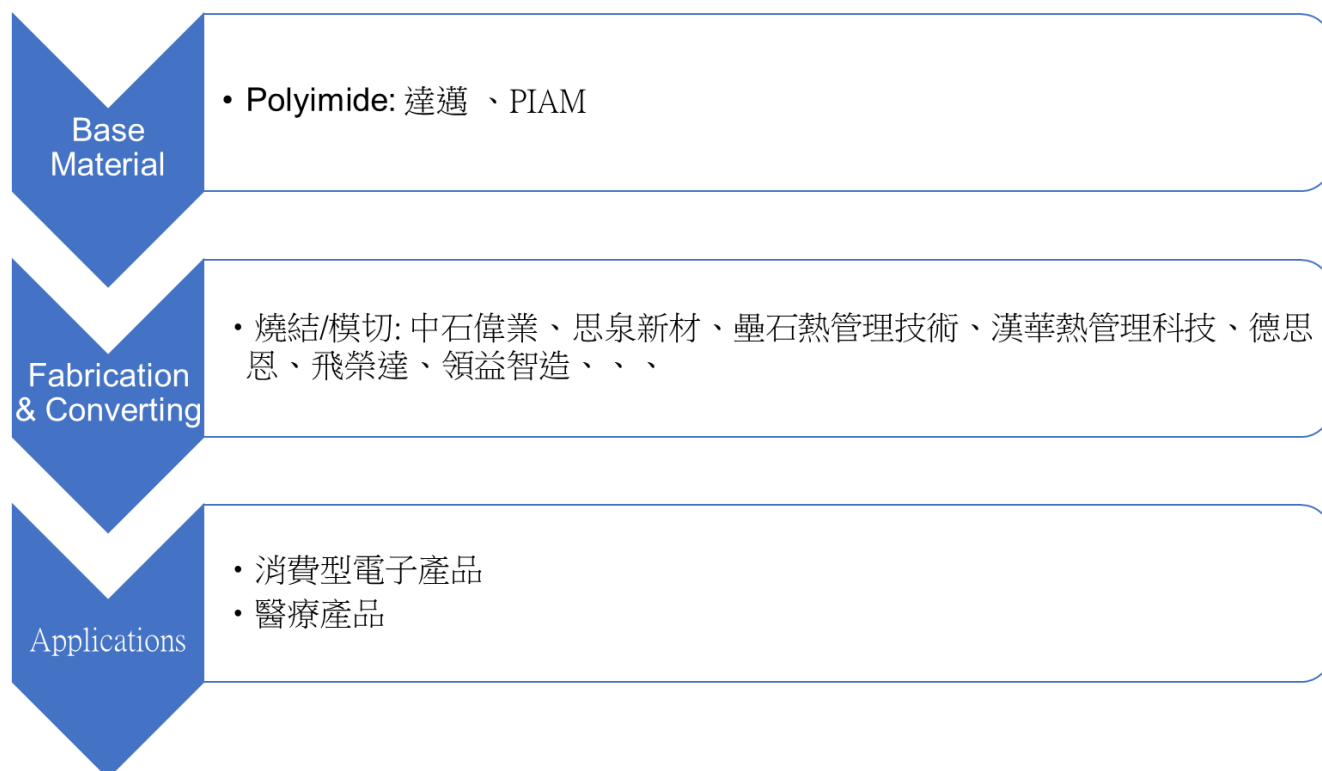 Base
Material
• Polyimide: 達邁 、PIAM
Fabrication
& Converting
• 燒結/模切: 中石偉業、思泉新材、壘石熱管理技術、漢華熱管理科技、德思
恩、飛榮達、領益智造、、、
Applications
• 消費型電子產品
• 醫療產品